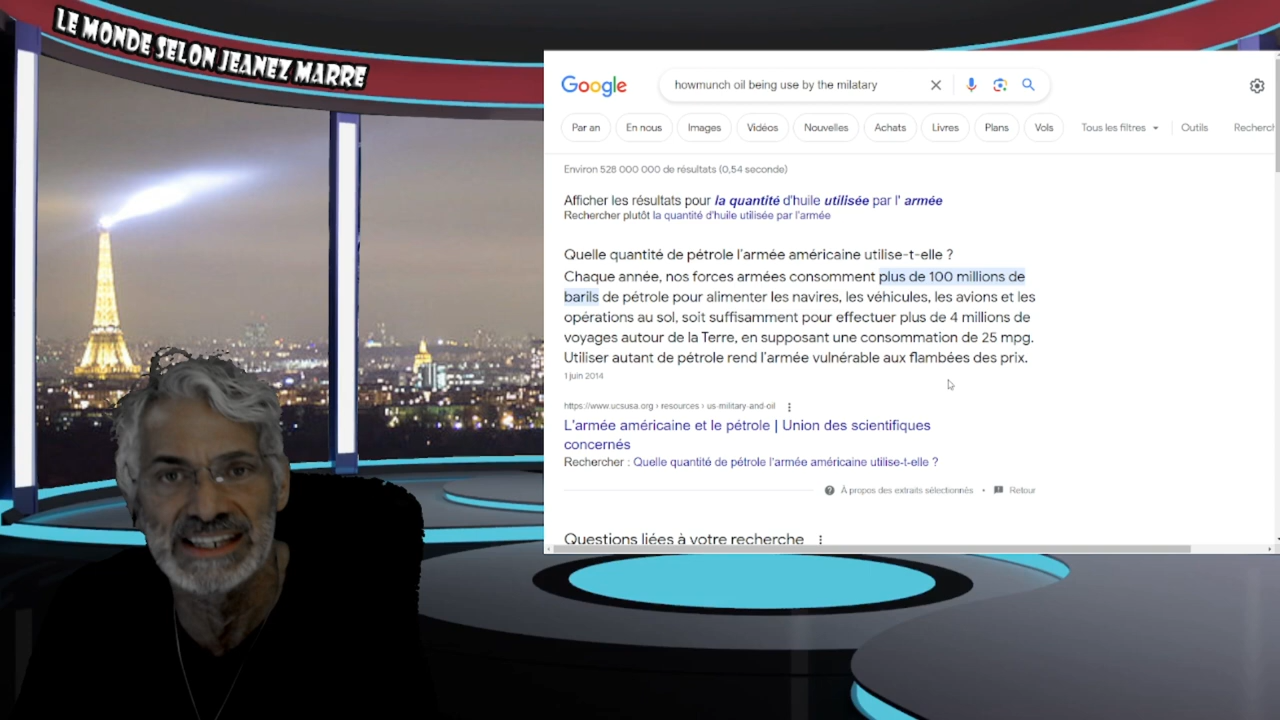 LE MONDE SELON JEANEZ MARRE
Google
howmunch oil being use by the milatary
Par an En nous Images Vidéos Nouvelles Achats Livres Plans Vols Tous les filtres Outils Recherch
Environ 528 000 000 de résultats (0,54 seconde)
Afficher les résultats pour la quantité d'huile utilisée par l' armée
Rechercher plutôt la quantité d'huile utilisée par l'armée
Quelle quantité de pétrole l'armée américaine utilise-t-elle ?
Chaque année, nos forces armées consomment plus de 100 millions de
barils de pétrole pour alimenter les navires, les véhicules, les avions et les
opérations au sol, soit suffisamment pour effectuer plus de 4 millions de
voyages autour de la Terre, en supposant une consommation de 25 mpg.
Utiliser autant de pétrole rend l'armée vulnérable aux flambées des prix.
1 juin 2014
https://www.ucsusa.org › resources › us-military-and-oil
L'armée américaine et le pétrole | Union des scientifiques
concernés
Rechercher : Quelle quantité de pétrole l'armée américaine utilise-t-elle ?
À propos des extraits sélectionnés • Retour
Questions liées à votre recherche